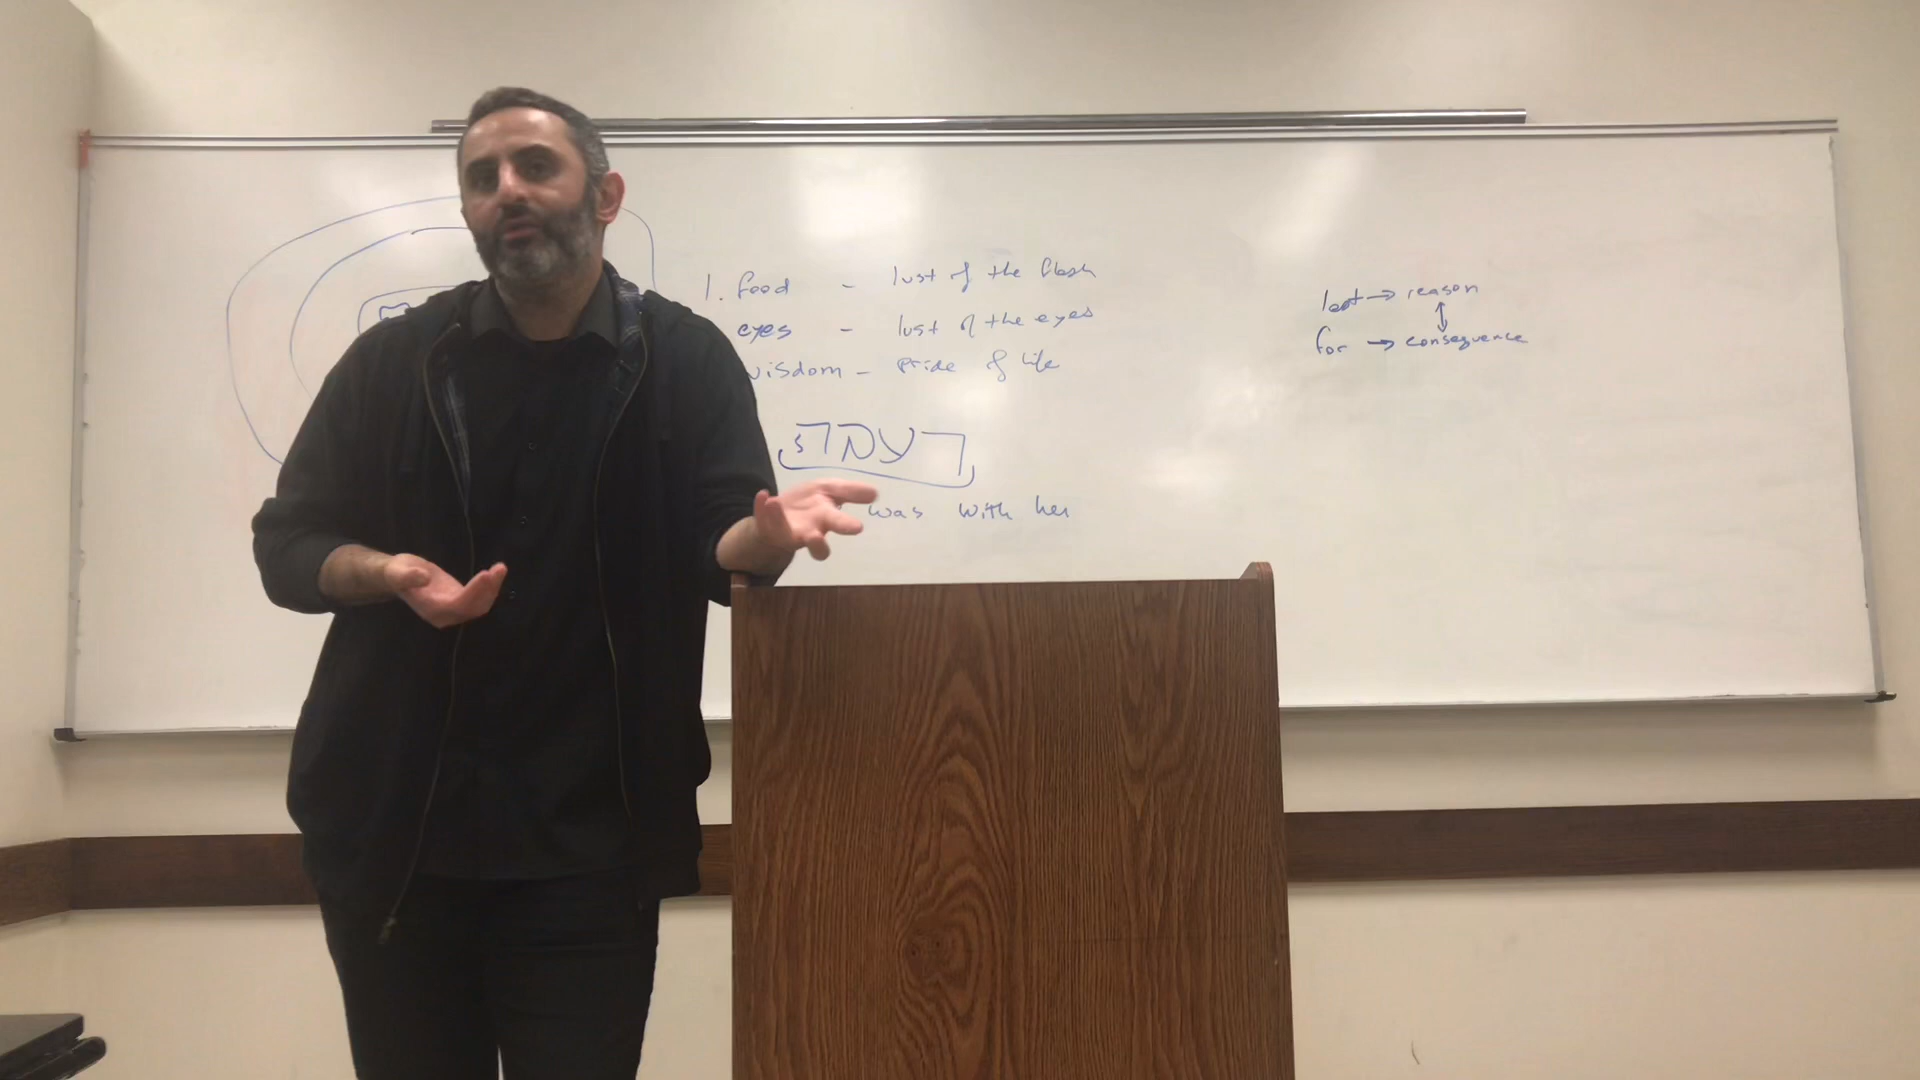 1. food - lust of the flesh
eyes - lust of the eyes
wisdom - Pride of life
was with her
lest → reason
↕
for → consequence